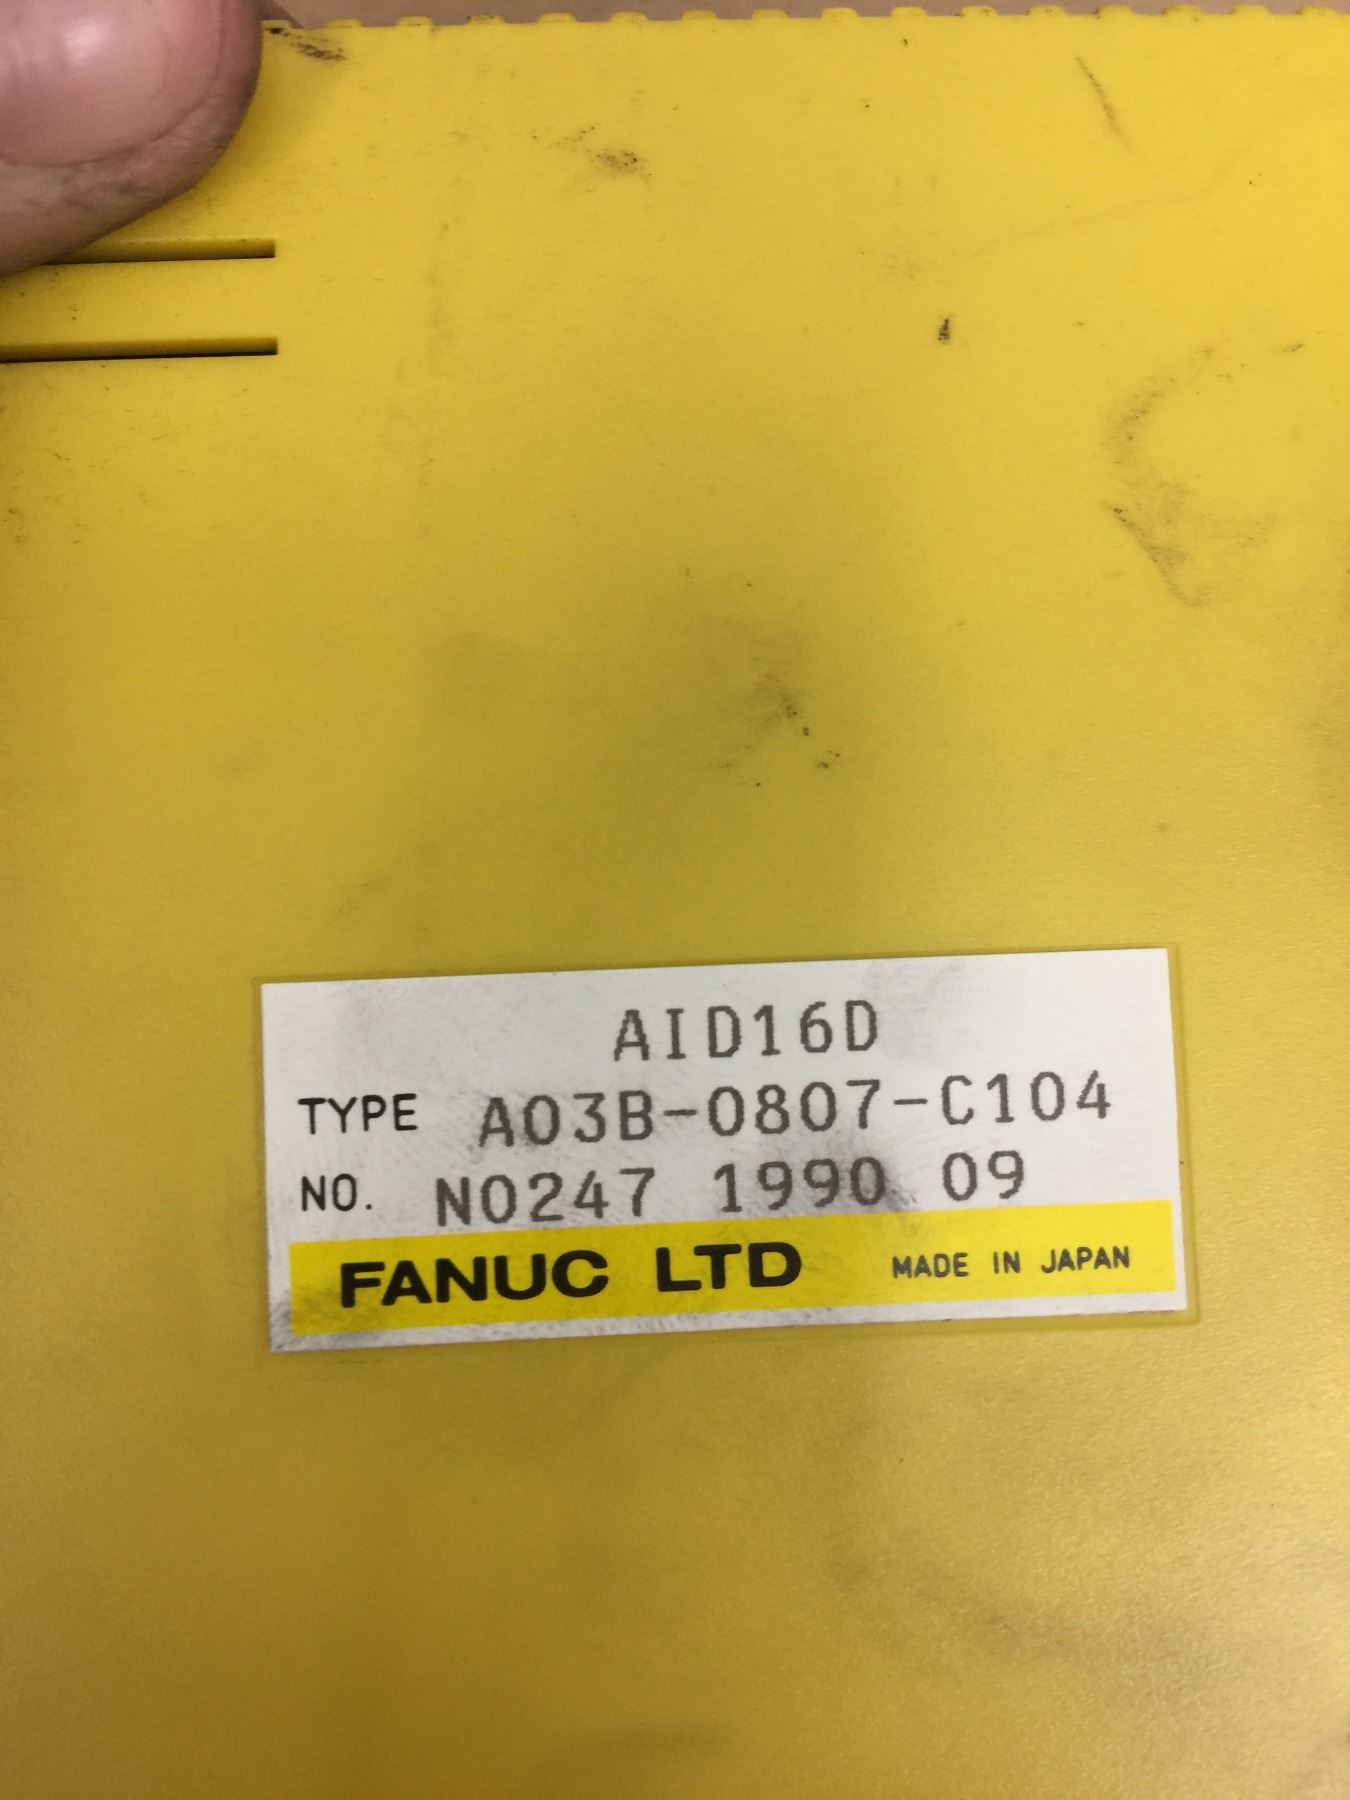 AID16D
TYPE A03B-0807-C104
NO. N0247 1990 09
FANUC LTD MADE IN JAPAN